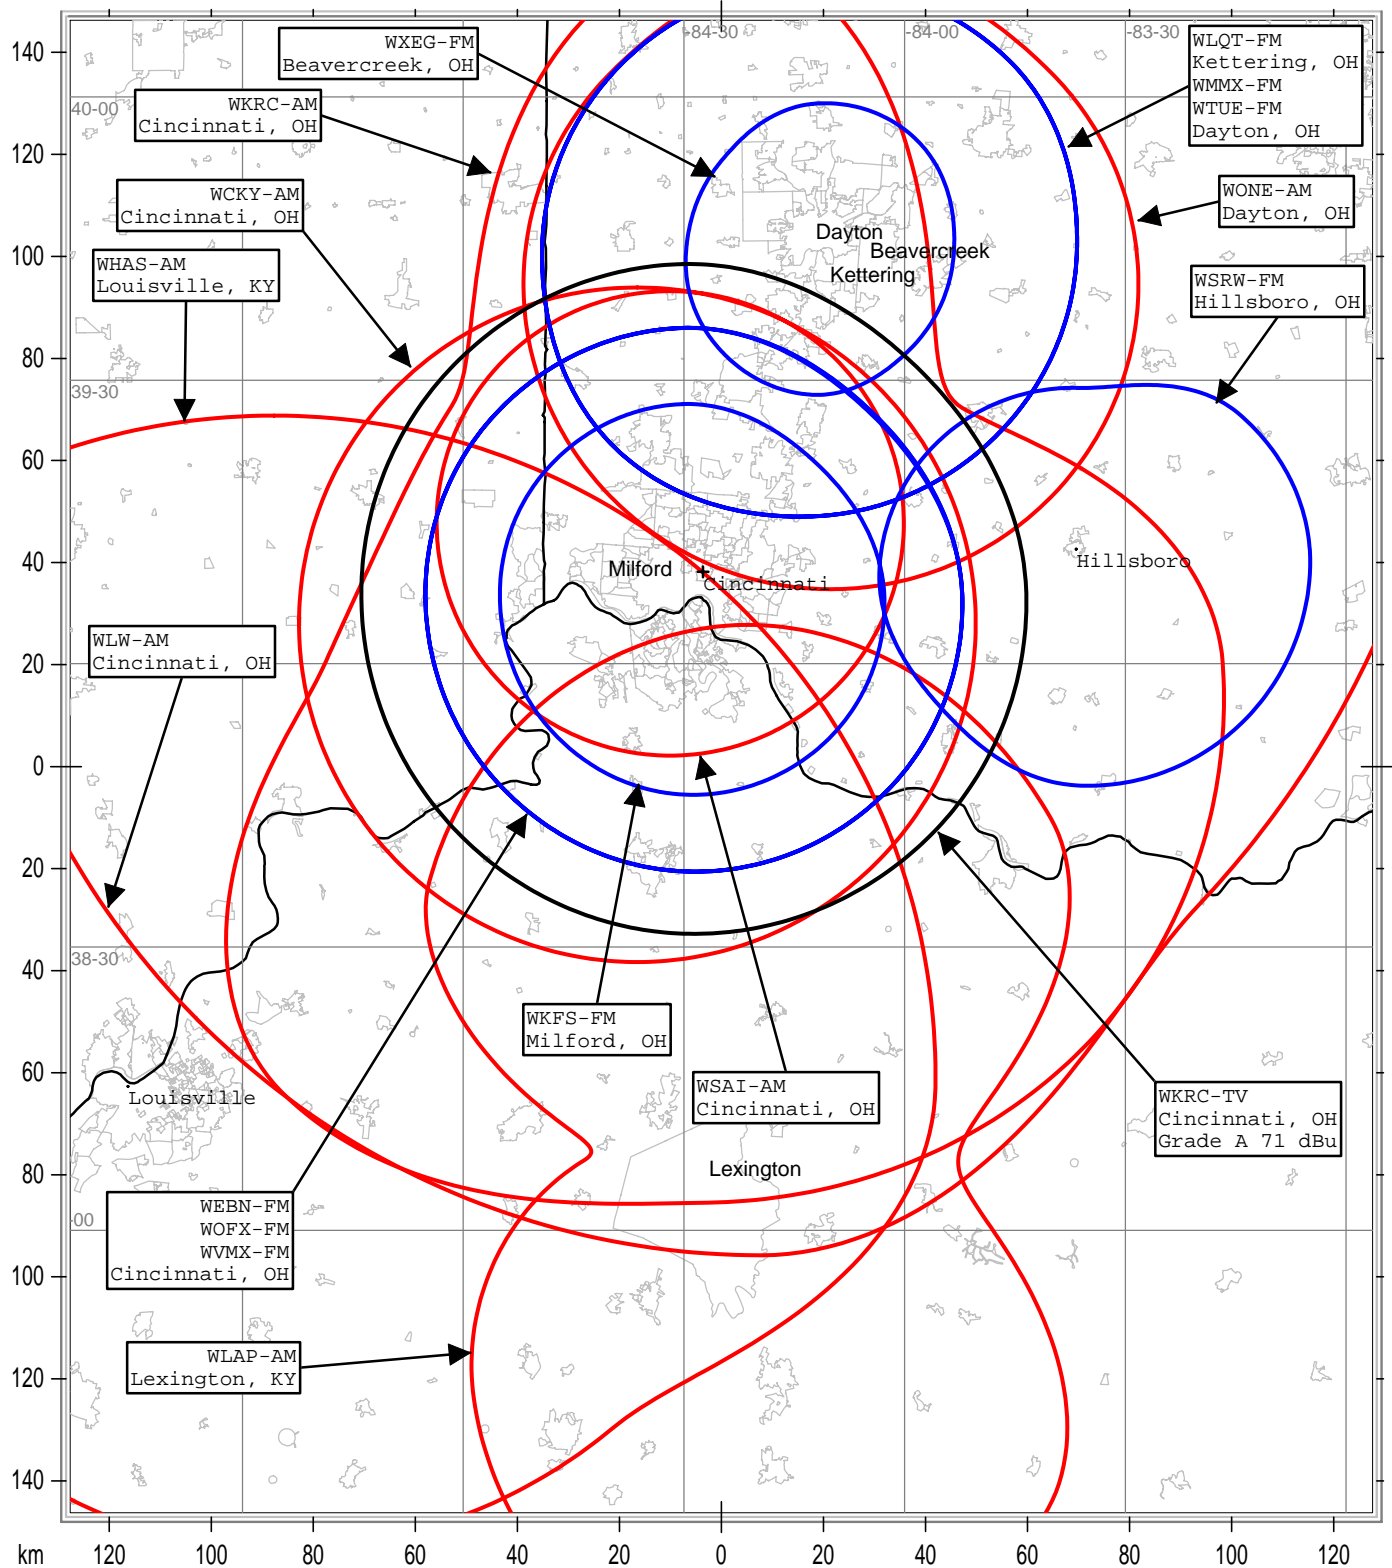 140
120
100
80
60
40
20
0
20
40
60
80
100
120
140
km
120
100
80
60
40
20
0
20
40
60
80
100
120
-84-30
-84-00
-83-30
40-00
39-30
38-30
-00
WXEG-FM
Beavercreek, OH
WKRC-AM
Cincinnati, OH
WCKY-AM
Cincinnati, OH
WHAS-AM
Louisville, KY
WLQT-FM
Kettering, OH
WMMX-FM
WTUE-FM
Dayton, OH
WONE-AM
Dayton, OH
WSRW-FM
Hillsboro, OH
Dayton
Beavercreek
Kettering
Milford
Cincinnati
Hillsboro
WLW-AM
Cincinnati, OH
WKFS-FM
Milford, OH
WSAI-AM
Cincinnati, OH
WKRC-TV
Cincinnati, OH
Grade A 71 dBu
Louisville
Lexington
WEBN-FM
WOFX-FM
WVMX-FM
Cincinnati, OH
WLAP-AM
Lexington, KY